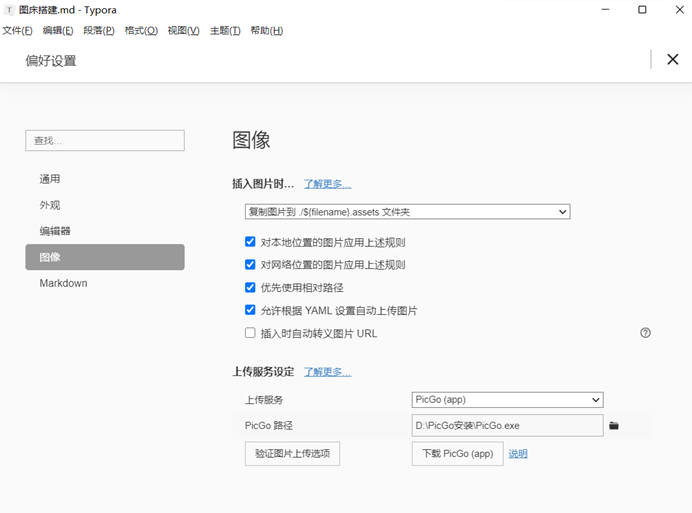 T 图床搭建.md - Typora
文件(F) 编辑(E) 段落(P) 格式(O) 视图(V) 主题(T) 帮助(H)
偏好设置
查找...
通用
外观
编辑器
图像
Markdown
图像
插入图片时... 了解更多...
复制图片到 ./${filename}.assets 文件夹
对本地位置的图片应用上述规则
对网络位置的图片应用上述规则
优先使用相对路径
允许根据 YAML 设置自动上传图片
插入时自动转义图片 URL
上传服务设定 了解更多...
上传服务 PicGo (app)
PicGo 路径 D:\PicGo安装\PicGo.exe
验证图片上传选项 下载 PicGo (app) 说明